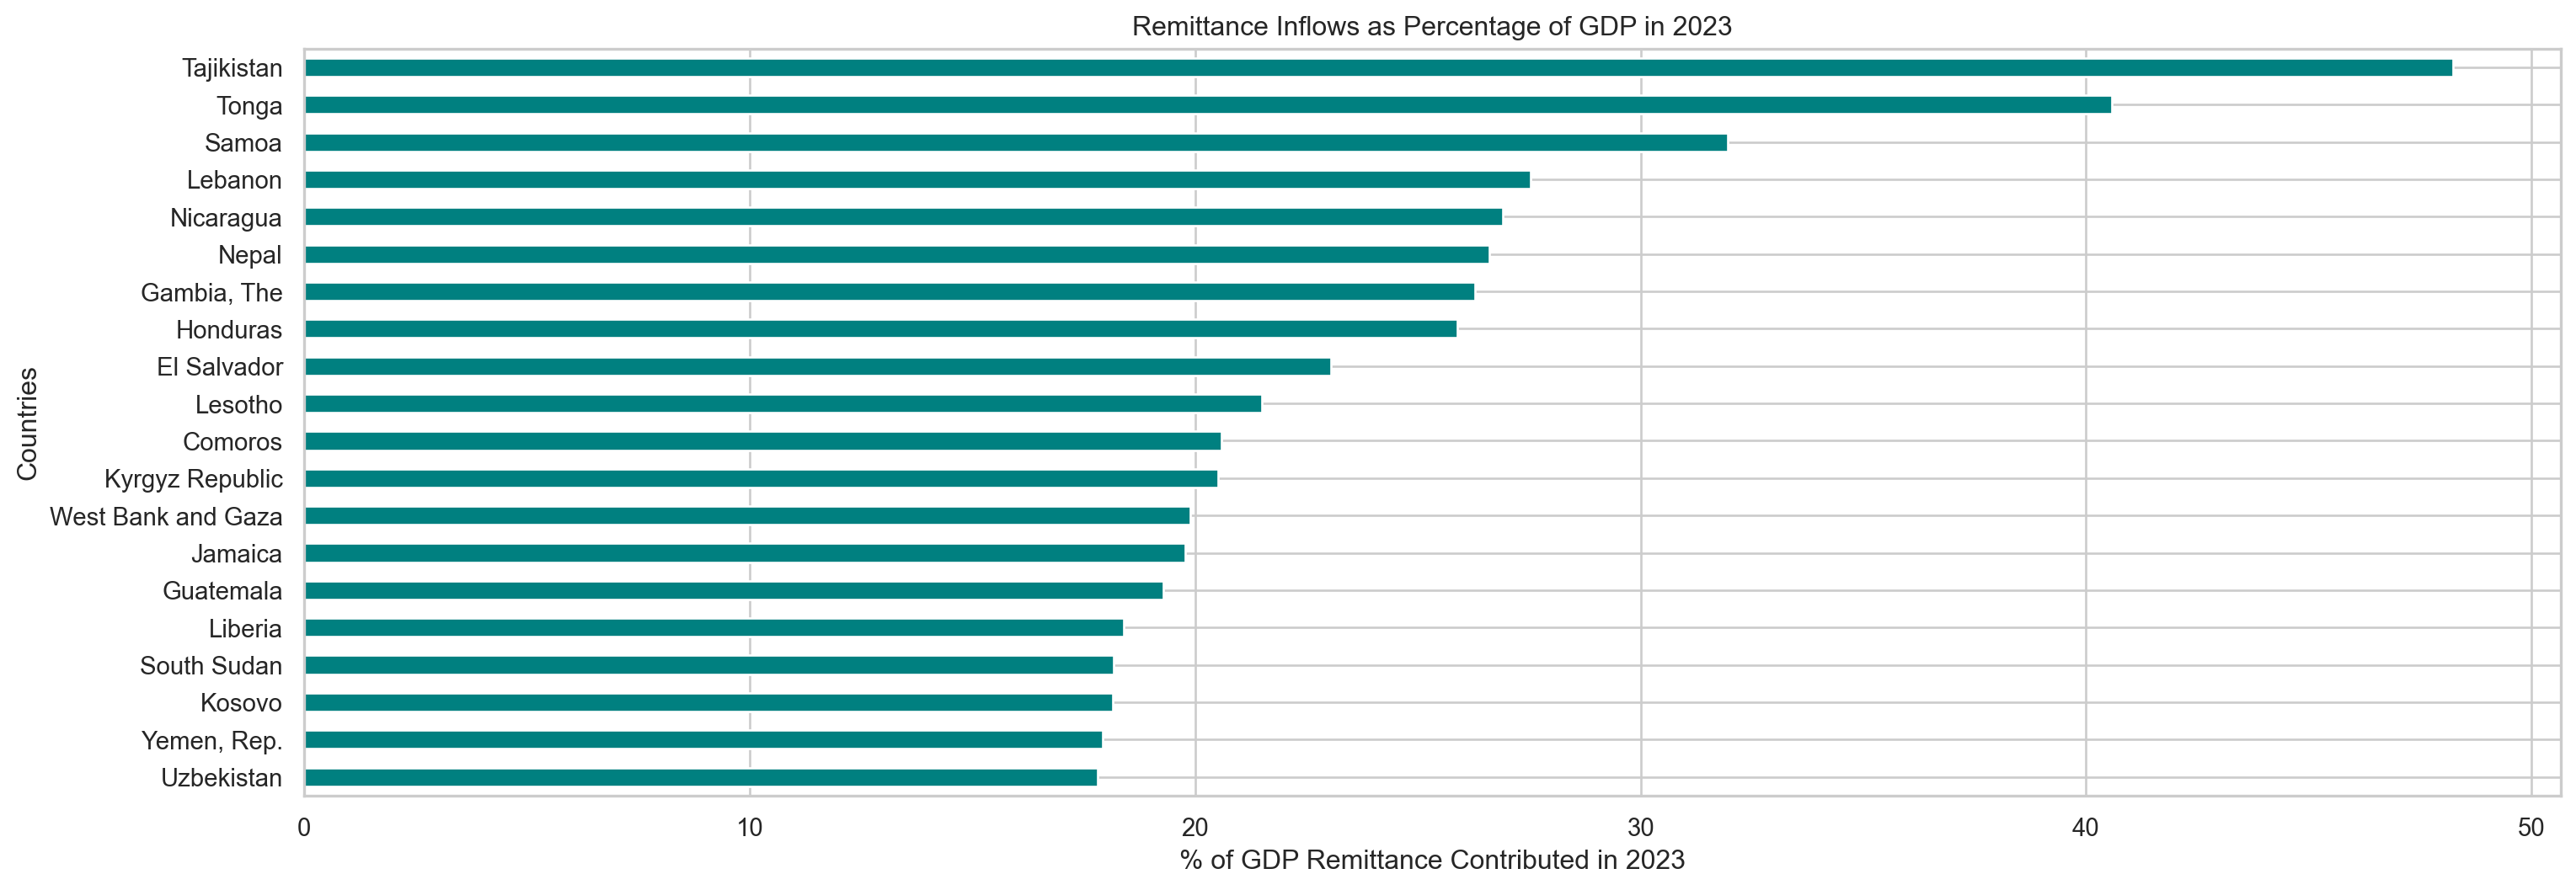 Remittance Inflows as Percentage of GDP in 2023
Tajikistan
Tonga
Samoa
Lebanon
Nicaragua
Nepal
Gambia, The
Honduras
El Salvador
Lesotho
Comoros
Kyrgyz Republic
West Bank and Gaza
Jamaica
Guatemala
Liberia
South Sudan
Kosovo
Yemen, Rep.
Uzbekistan
Countries
0 10 20 30 40 50
% of GDP Remittance Contributed in 2023